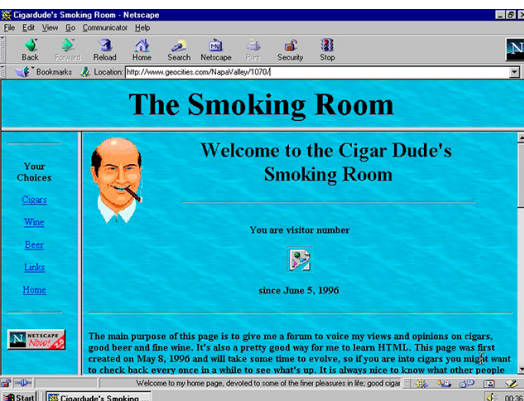 Cigardude's Smoking Room - Netscape
File Edit View Go Communicator Help
Back Forward Reload Home Search Netscape Print Security Stop
N
Bookmarks Location: http://www.geocities.com/NapaValley/1070/
The Smoking Room
Your
Choices
Cigars
Wine
Beer
Links
Home
NETSCAPE
Now!
Welcome to the Cigar Dude's
Smoking Room
You are visitor number
since June 5, 1996
The main purpose of this page is to give me a forum to voice my views and opinions on cigars,
good beer and fine wine. It's also a pretty good way for me to learn HTML. This page was first
created on May 8, 1996 and will take some time to evolve, so if you are into cigars you might want
to check back every once in a while to see what's up. It is always nice to know what other people
Welcome to my home page, devoted to some of the finer pleasures in life; good cigar
Start Cigardude's Smoking 00:39